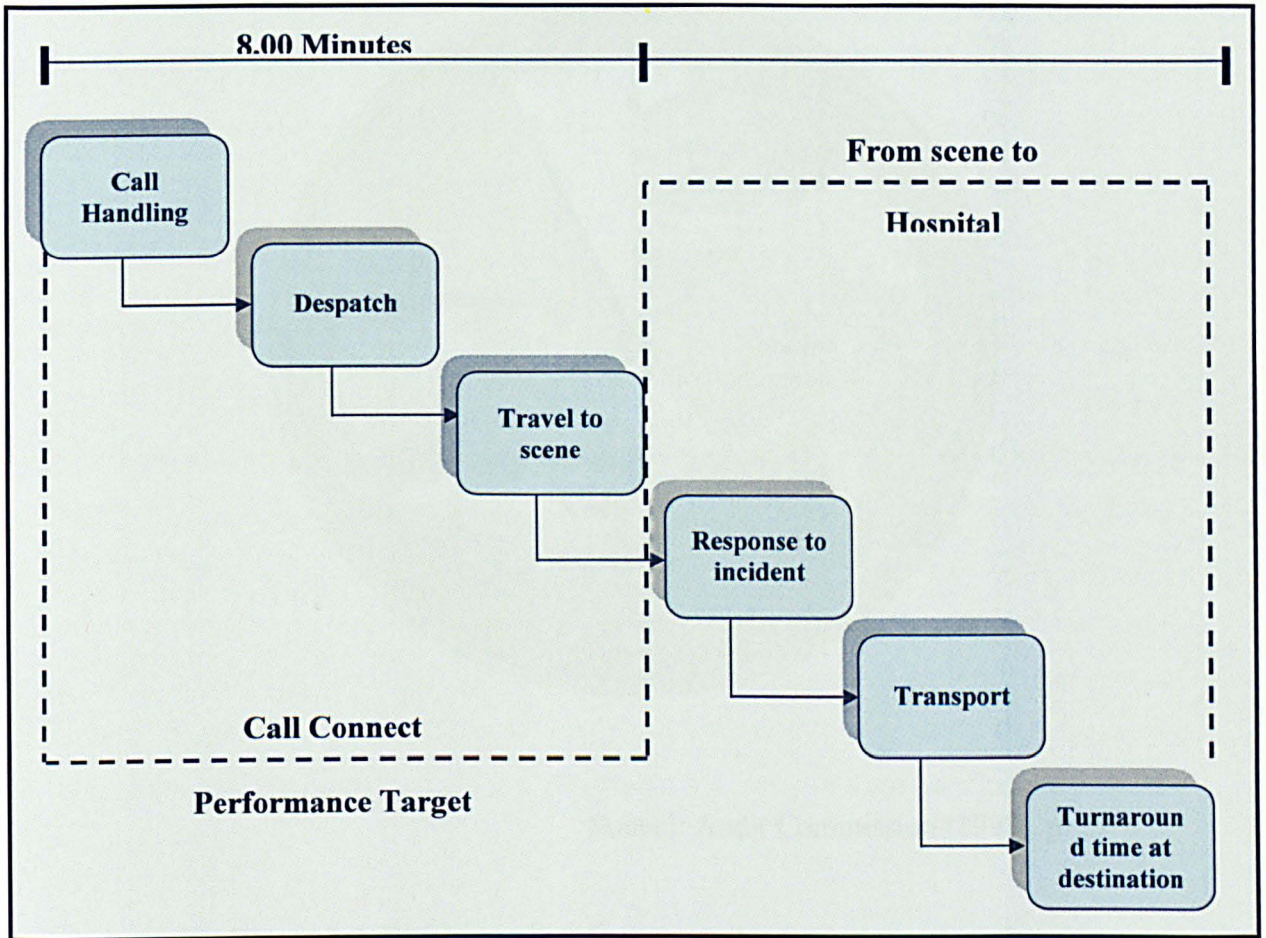 8.00 Minutes
Call
Handling
Despatch
Travel to
scene
From scene to
Hospital
Response to
incident
Transport
Turnaroun
d time at
destination
Call Connect
Performance Target